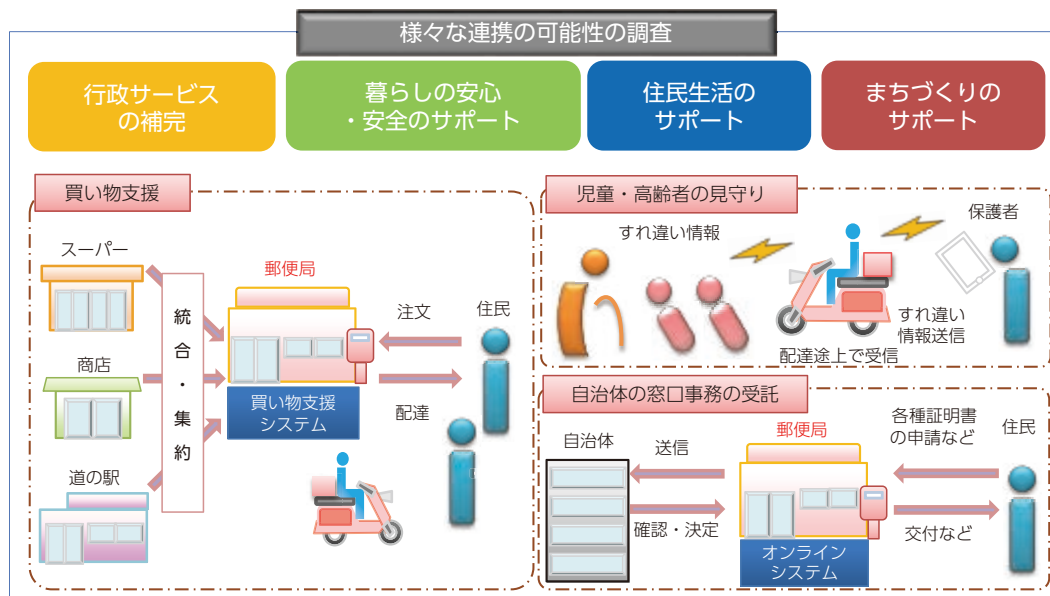 様々な連携の可能性の調査
行政サービス
の補完
暮らしの安心
・安全のサポート
住民生活の
サポート
まちづくりの
サポート
買い物支援
スーパー
商店
道の駅
統合・集約
郵便局
買い物支援
システム
注文
配達
住民
児童・高齢者の見守り
すれ違い情報
保護者
すれ違い
情報送信
配達途上で受信
自治体の窓口事務の受託
自治体
送信
確認・決定
郵便局
オンライン
システム
各種証明書
の申請など
交付など
住民